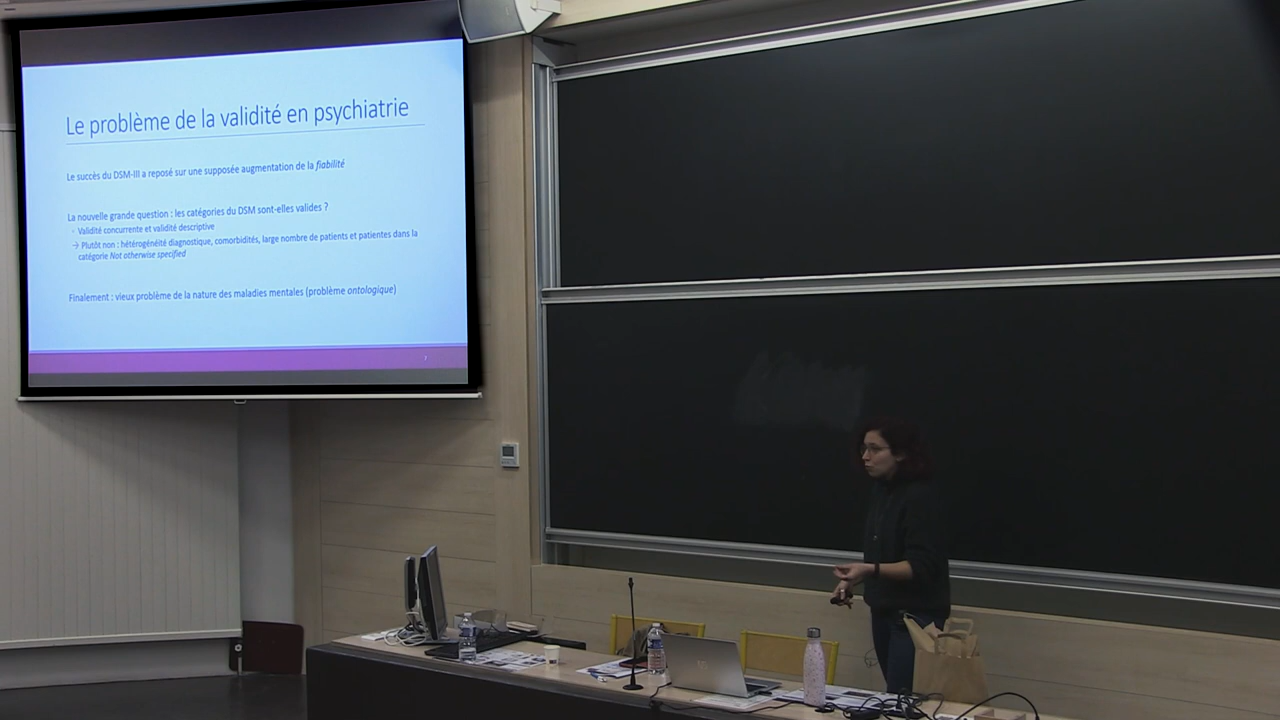 Le problème de la validité en psychiatrie
Le succès du DSM-III a reposé sur une supposée augmentation de la fiabilité
La nouvelle grande question : les catégories du DSM sont-elles valides ?
◦ Validité concurrente et validité descriptive
→ Plutôt non : hétérogénéité diagnostique, comorbidités, large nombre de patients et patientes dans la
catégorie Not otherwise specified
Finalement : vieux problème de la nature des maladies mentales (problème ontologique)
7